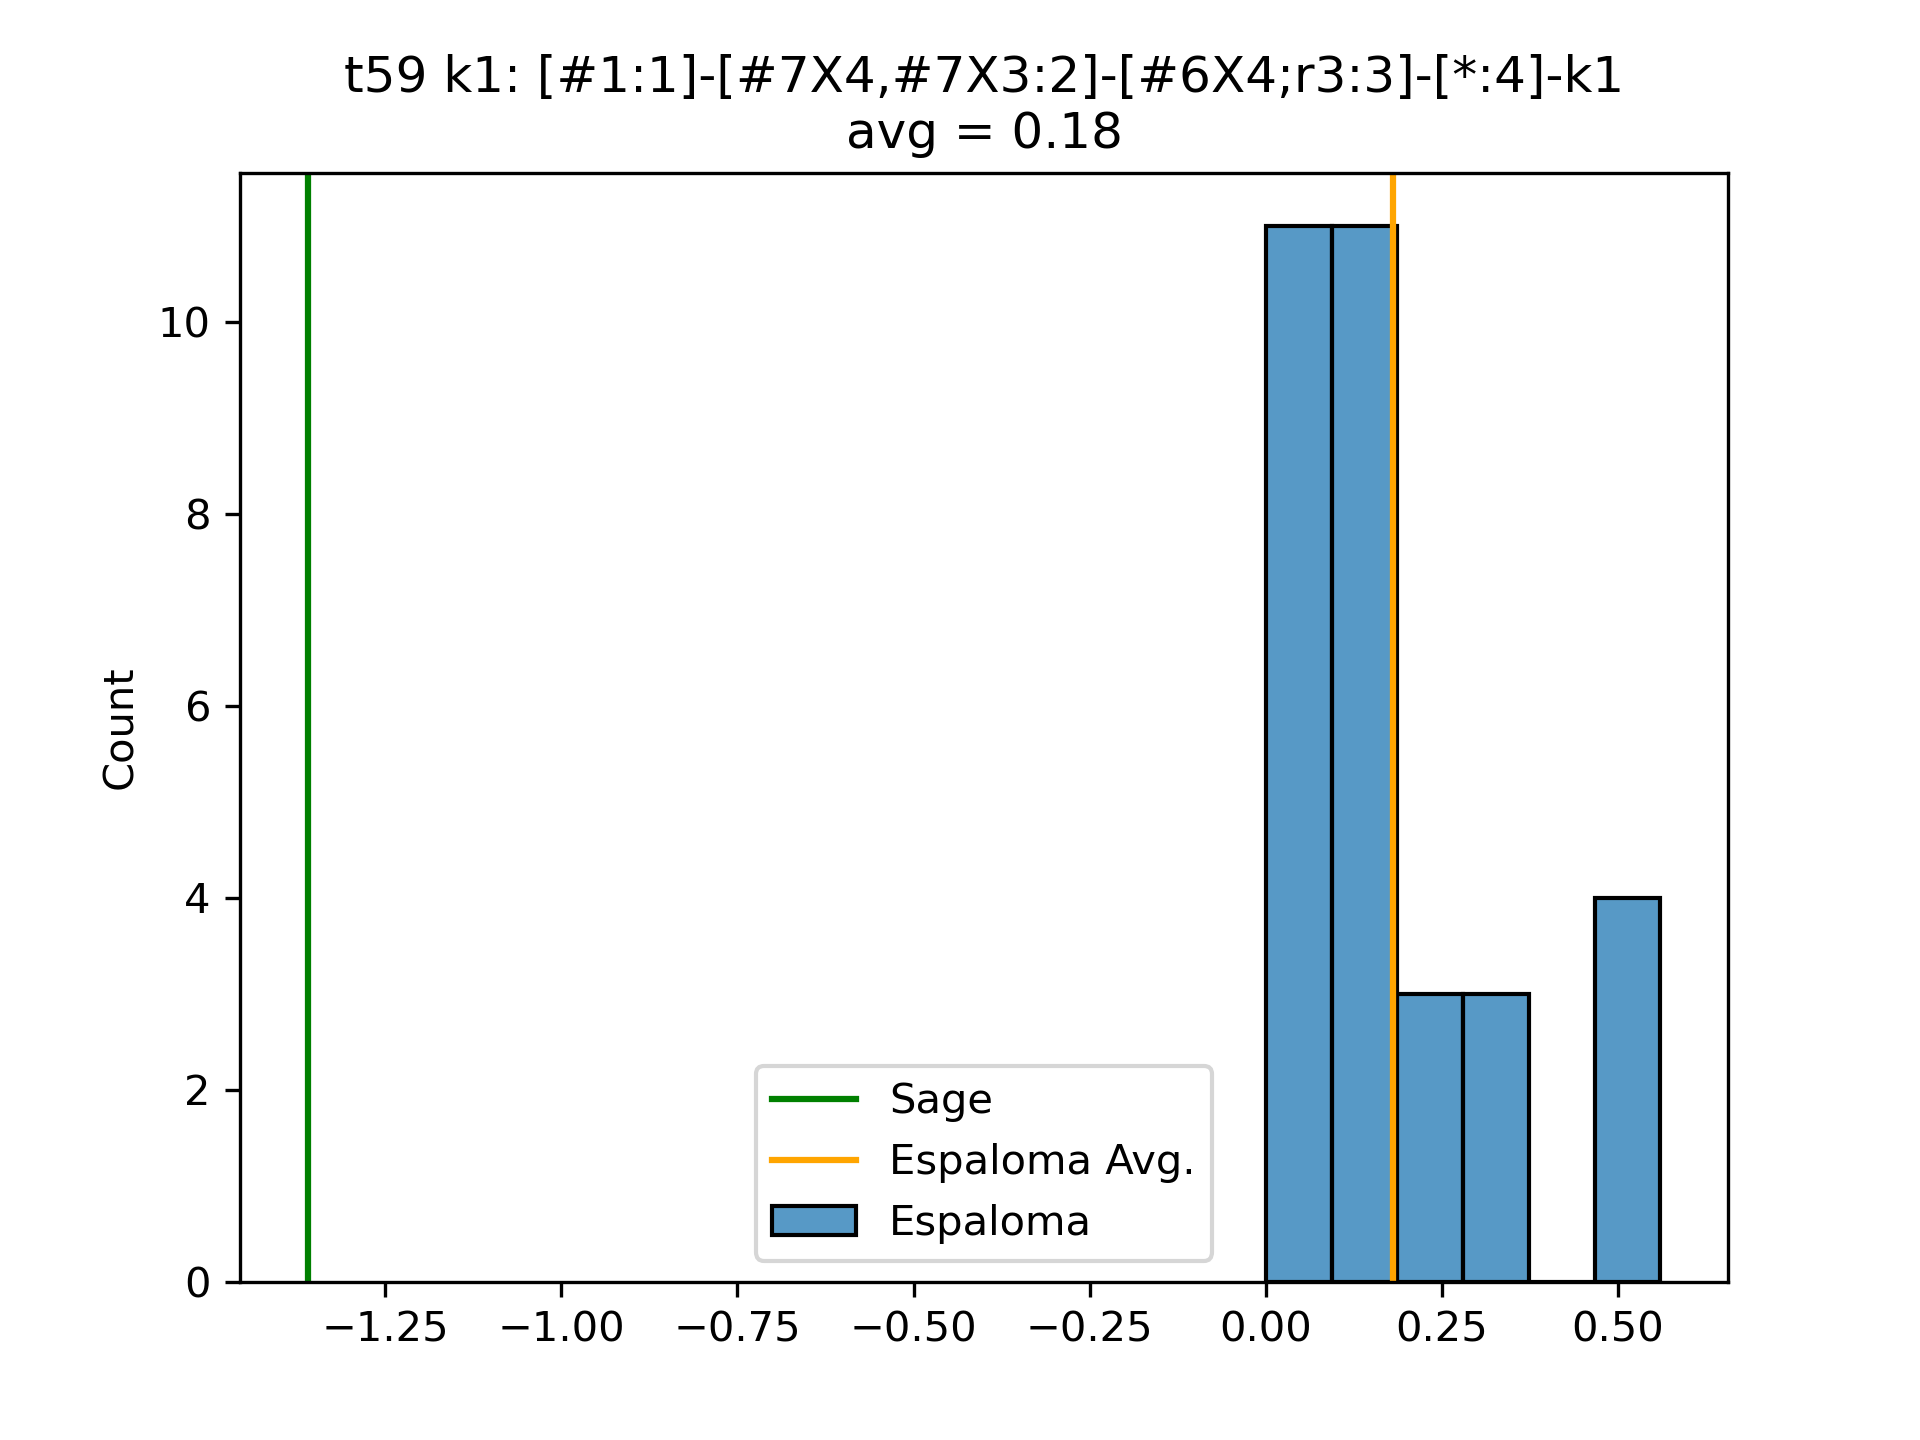 t59 k1: [#1:1]-[#7X4,#7X3:2]-[#6X4;r3:3]-[*:4]-k1
avg = 0.18
Count
10
8
6
4
2
0
Sage
Espaloma Avg.
Espaloma
−1.25 −1.00 −0.75 −0.50 −0.25 0.00 0.25 0.50